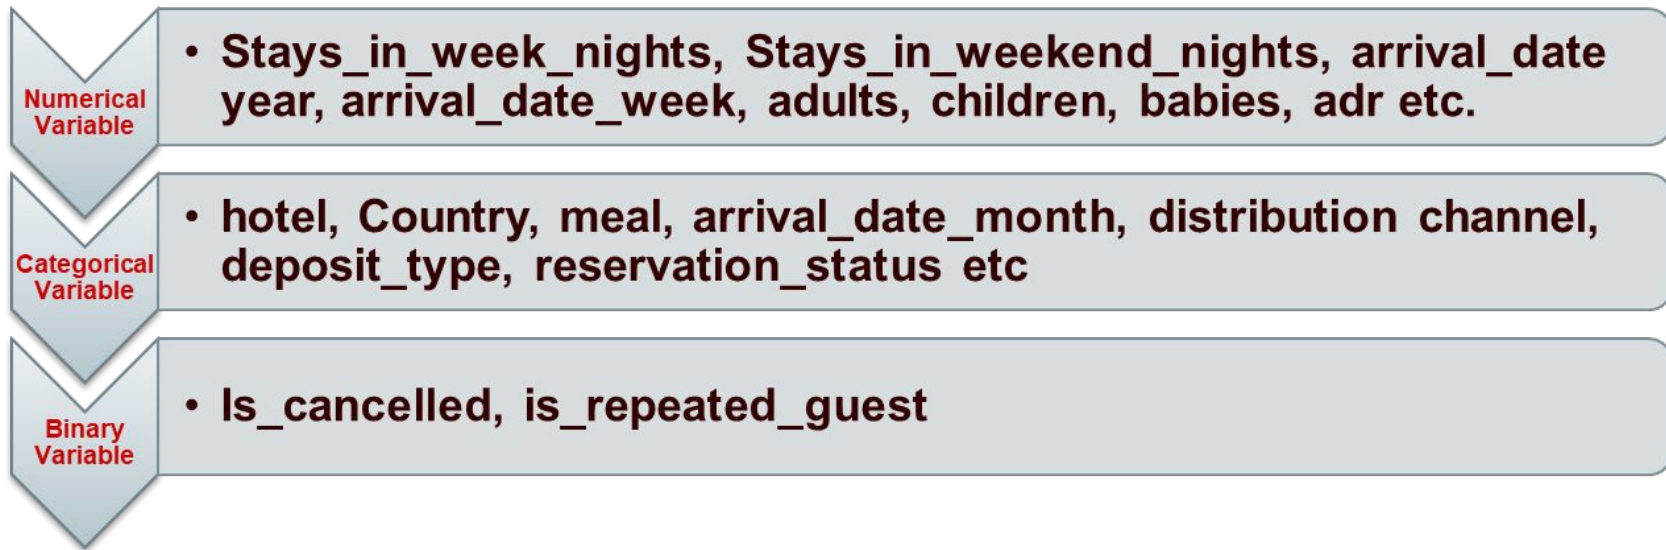 Numerical
Variable
• Stays_in_week_nights, Stays_in_weekend_nights, arrival_date
year, arrival_date_week, adults, children, babies, adr etc.
Categorical
Variable
• hotel, Country, meal, arrival_date_month, distribution channel,
deposit_type, reservation_status etc
Binary
Variable
• Is_cancelled, is_repeated_guest